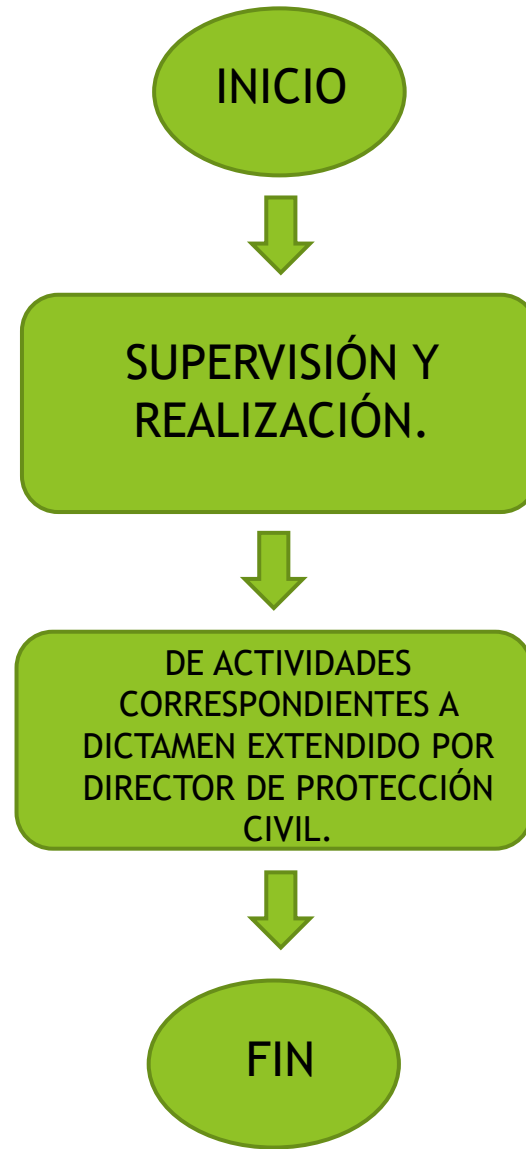 INICIO
SUPERVISIÓN Y
REALIZACIÓN.
DE ACTIVIDADES
CORRESPONDIENTES A
DICTAMEN EXTENDIDO POR
DIRECTOR DE PROTECCIÓN
CIVIL.
FIN